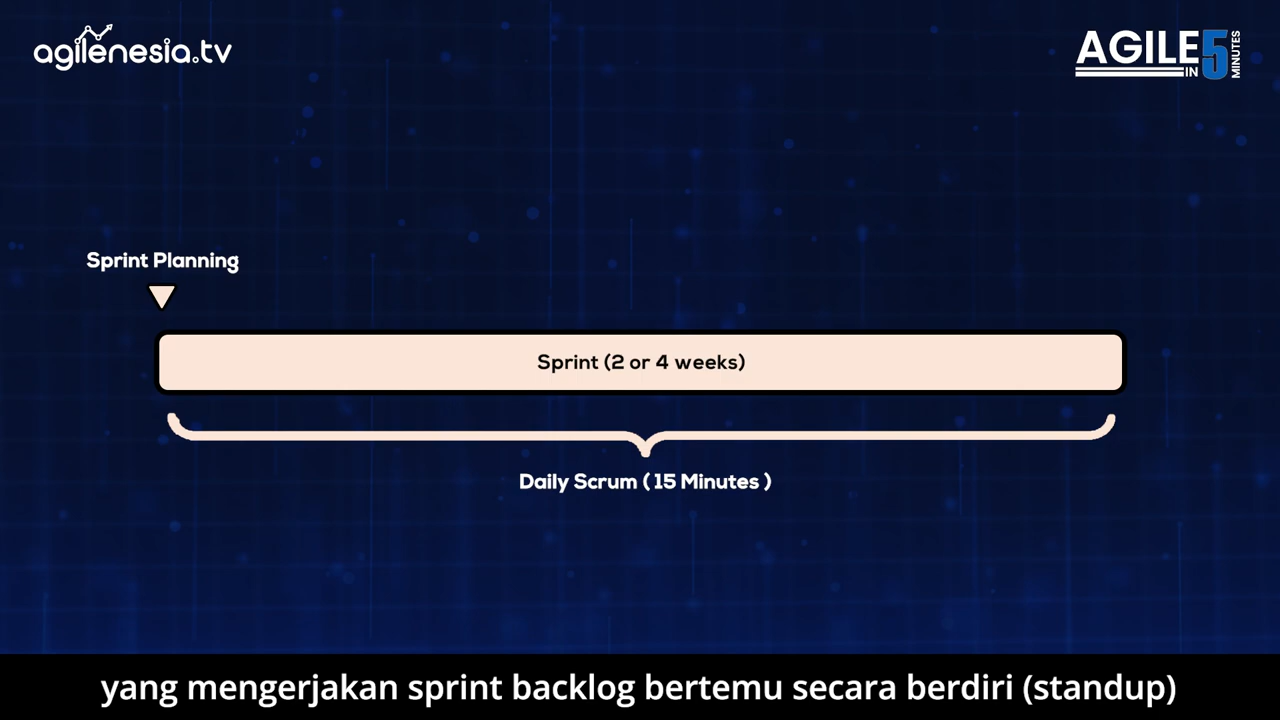 agilenesia.tv
AGILE
IN
5
MINUTES
Sprint Planning
Sprint (2 or 4 weeks)
Daily Scrum ( 15 Minutes )
yang mengerjakan sprint backlog bertemu secara berdiri (standup)